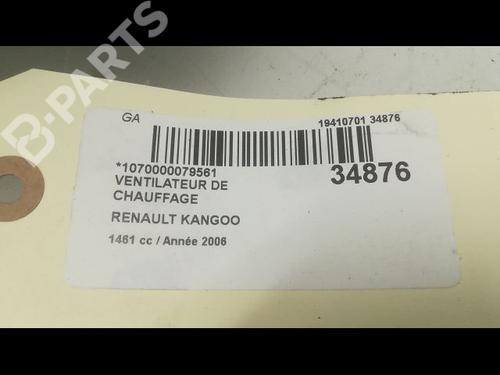 B-PARTS
GA
19410701 34876
*1070000079561
34876
VENTILATEUR DE
CHAUFFAGE
RENAULT KANGOO
1461 cc / Année 2006